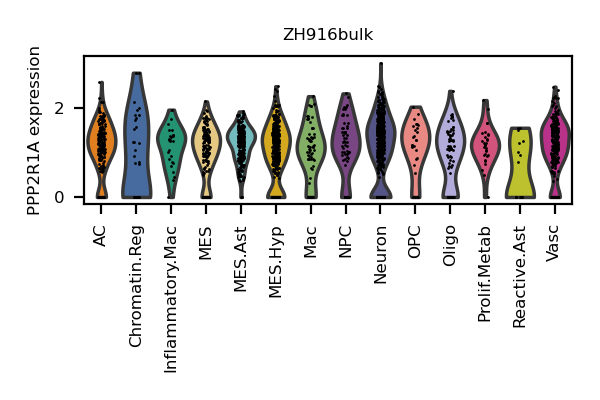 ZH916bulk
PPP2R1A expression
2
0
AC
Chromatin.Reg
Inflammatory.Mac
MES
MES.Ast
MES.Hyp
Mac
NPC
Neuron
OPC
Oligo
Prolif.Metab
Reactive.Ast
Vasc